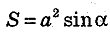 S = a² sin α